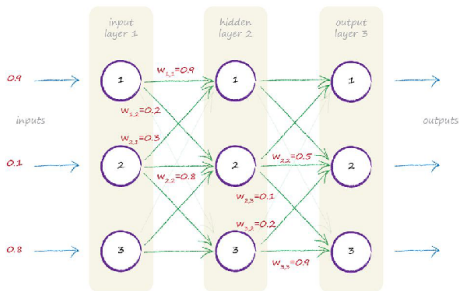 input
layer 1
hidden
layer 2
output
layer 3
0.9
1
w1,1=0.9
1
1
w1,2=0.2
inputs
outputs
w2,1=0.3
0.1
2
w2,2=0.8
2
w2,2=0.5
2
w2,3=0.1
w3,2=0.2
0.8
3
3
w3,3=0.9
3